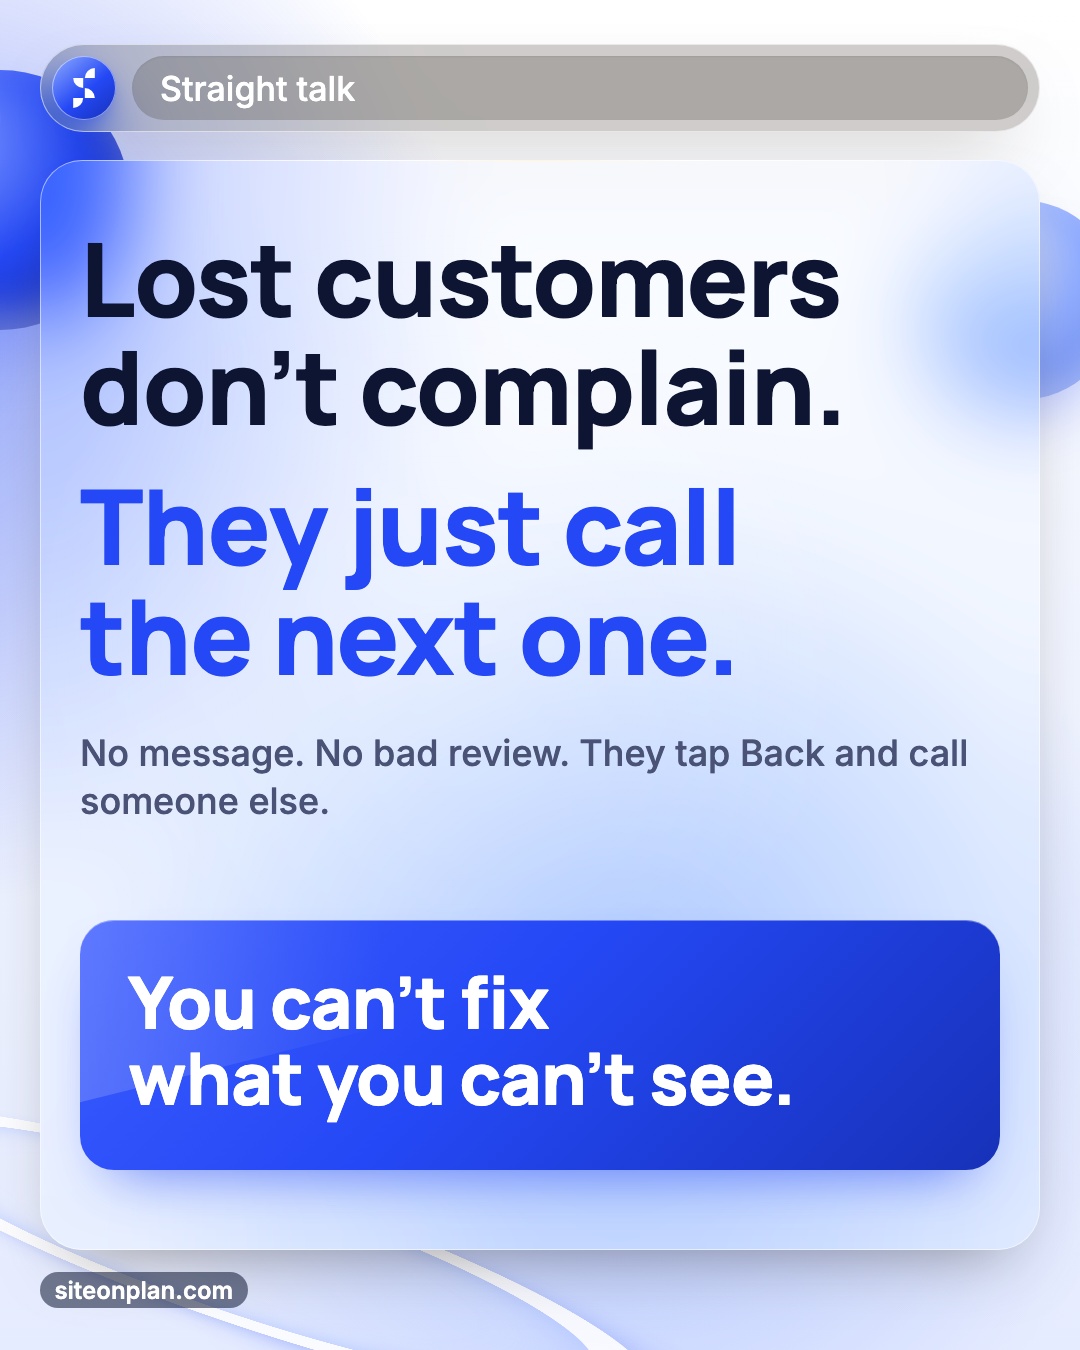 Straight talk
Lost customers
don’t complain.
They just call
the next one.
No message. No bad review. They tap Back and call
someone else.
You can’t fix
what you can’t see.
siteonplan.com